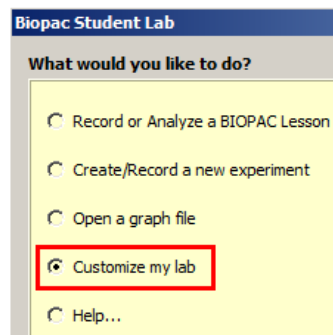 Biopac Student Lab
What would you like to do?
Record or Analyze a BIOPAC Lesson
Create/Record a new experiment
Open a graph file
Customize my lab
Help...